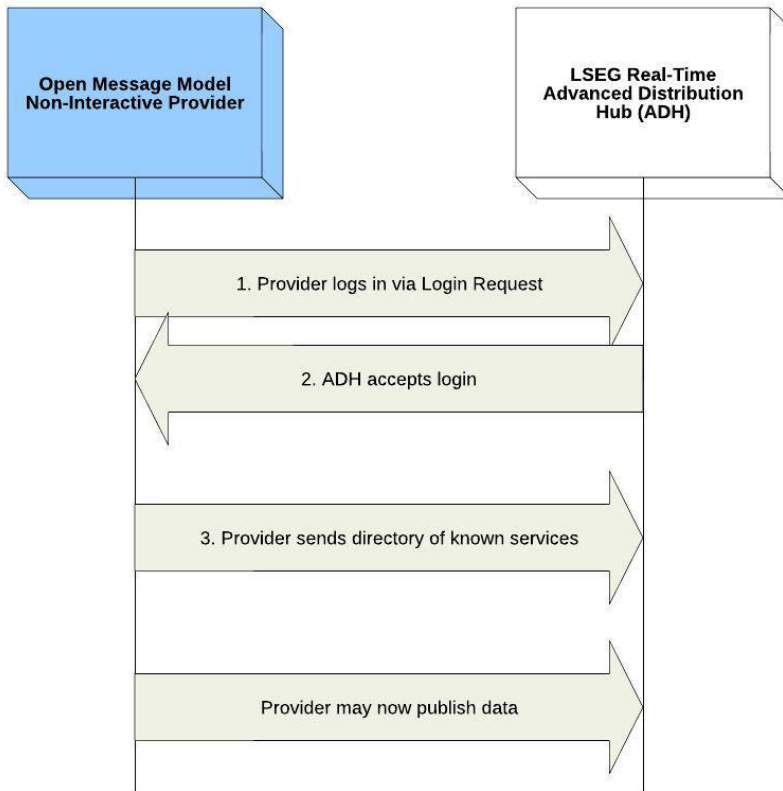 Open Message Model
Non-Interactive Provider
LSEG Real-Time
Advanced Distribution
Hub (ADH)
1. Provider logs in via Login Request
2. ADH accepts login
3. Provider sends directory of known services
Provider may now publish data